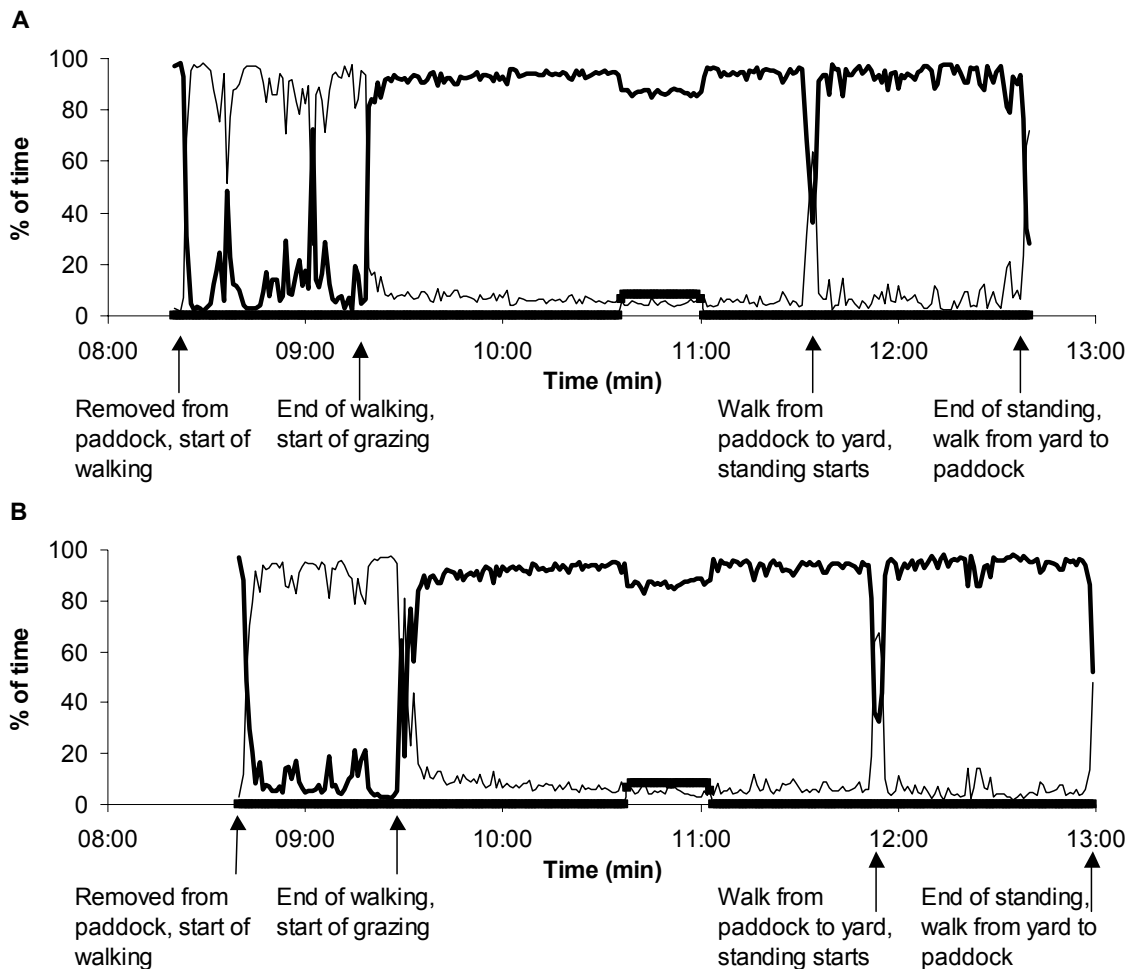 A
100
80
60
40
20
0
% of time
08:00 09:00 10:00 11:00 12:00 13:00
Time (min)
Removed from
paddock, start of
walking
End of walking,
start of grazing
Walk from
paddock to yard,
standing starts
End of standing,
walk from yard to
paddock
B
100
80
60
40
20
0
% of time
08:00 09:00 10:00 11:00 12:00 13:00
Time (min)
Removed from
paddock, start of
walking
End of walking,
start of grazing
Walk from
paddock to yard,
standing starts
End of standing,
walk from yard to
paddock